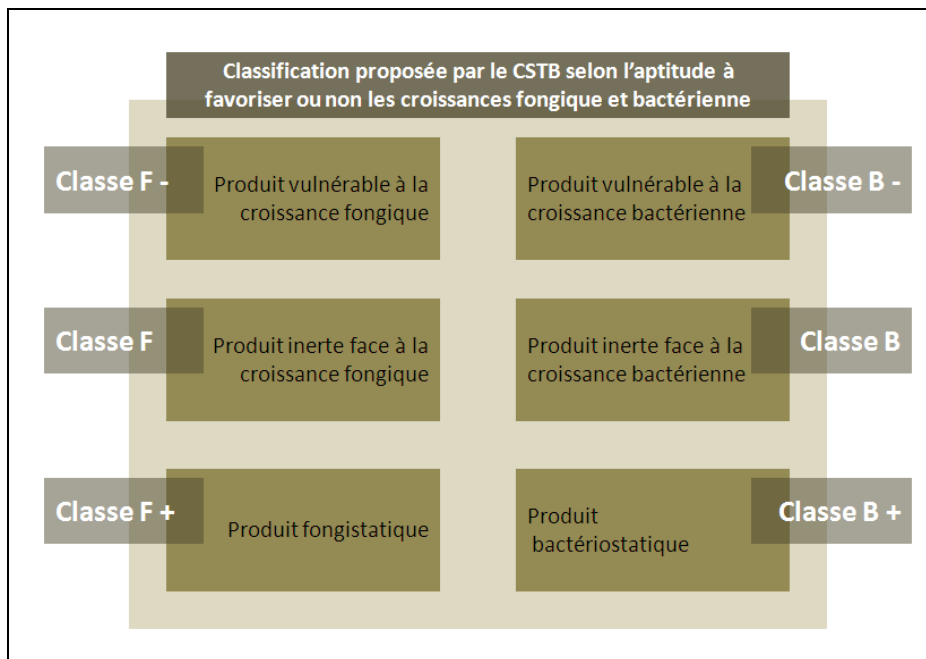 Classification proposée par le CSTB selon l'aptitude à
favoriser ou non les croissances fongique et bactérienne
Classe F -
Produit vulnérable à la
croissance fongique
Produit vulnérable à la
croissance bactérienne
Classe B -
Classe F
Produit inerte face à la
croissance fongique
Produit inerte face à la
croissance bactérienne
Classe B
Classe F +
Produit fongistatique
Produit
bactériostatique
Classe B +